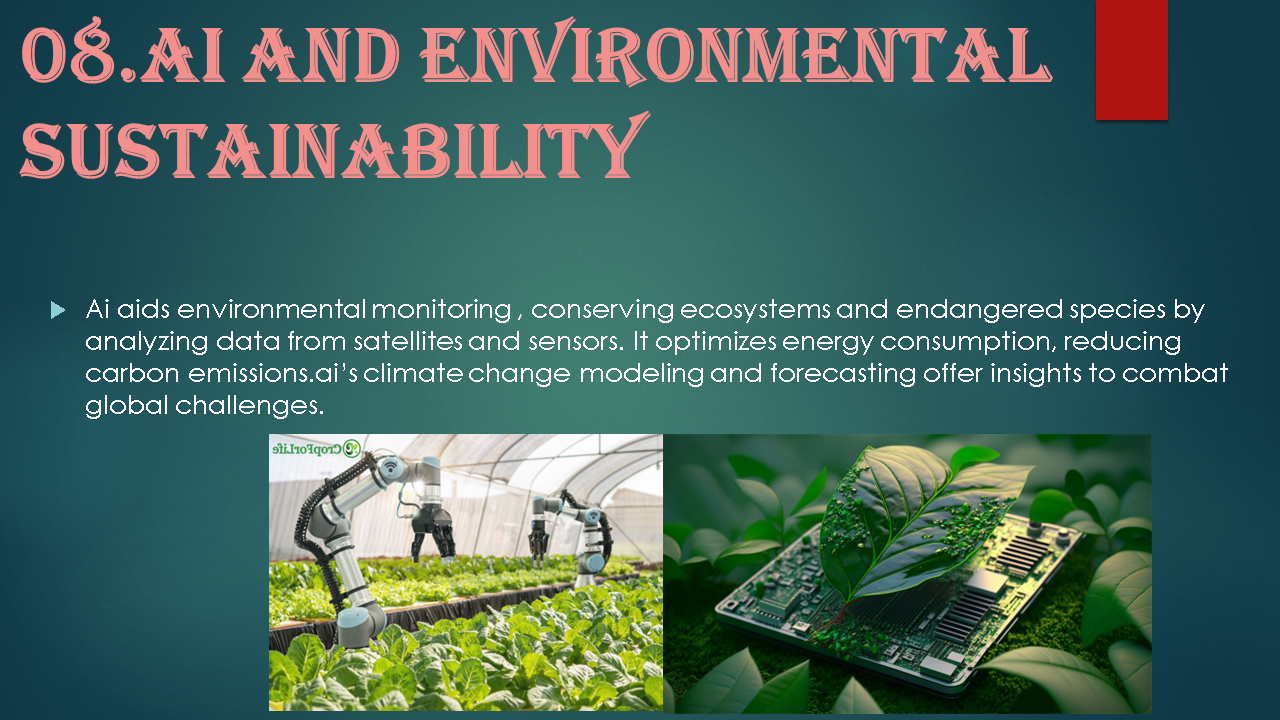 08.AI AND ENVIRONMENTAL
SUSTAINABILITY
Ai aids environmental monitoring , conserving ecosystems and endangered species by
analyzing data from satellites and sensors. It optimizes energy consumption, reducing
carbon emissions.ai’s climate change modeling and forecasting offer insights to combat
global challenges.
CropForLife